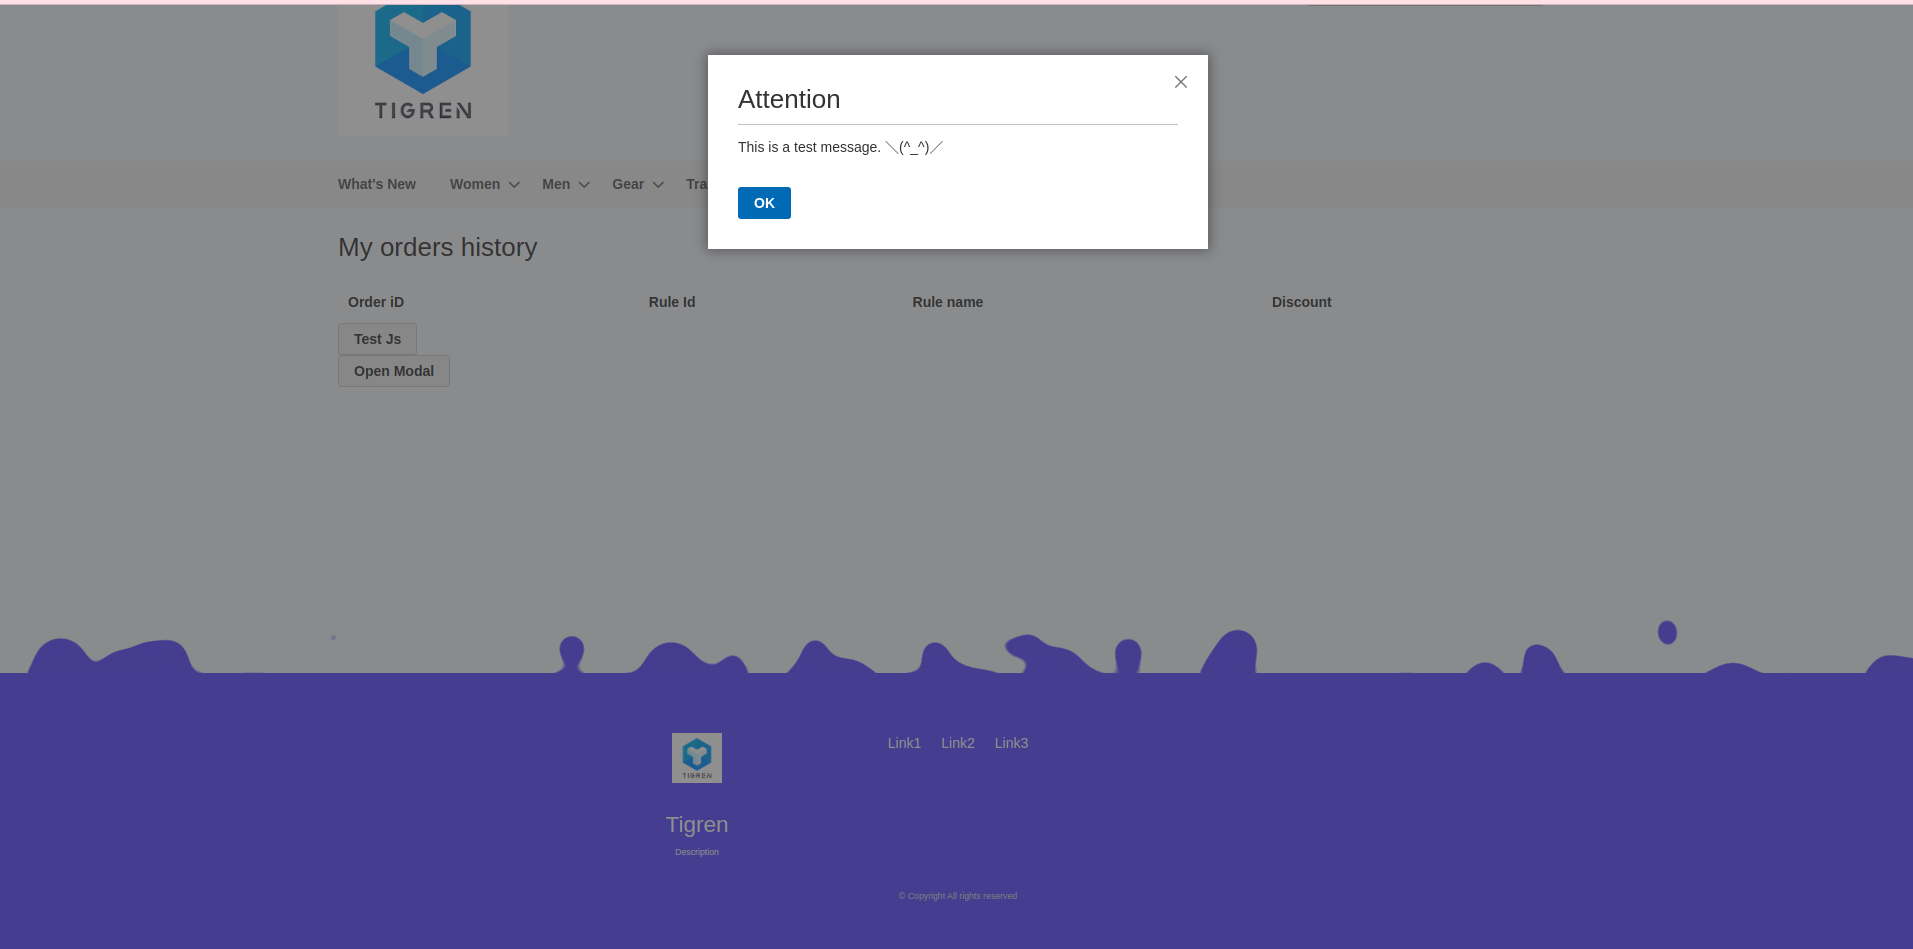 TIGREN
Attention
This is a test message. ＼(^_^)／
OK
What's New Women Men Gear Tra
My orders history
Order iD Rule Id Rule name Discount
Test Js
Open Modal
Link1 Link2 Link3
TIGREN
Tigren
Description
© Copyright All rights reserved